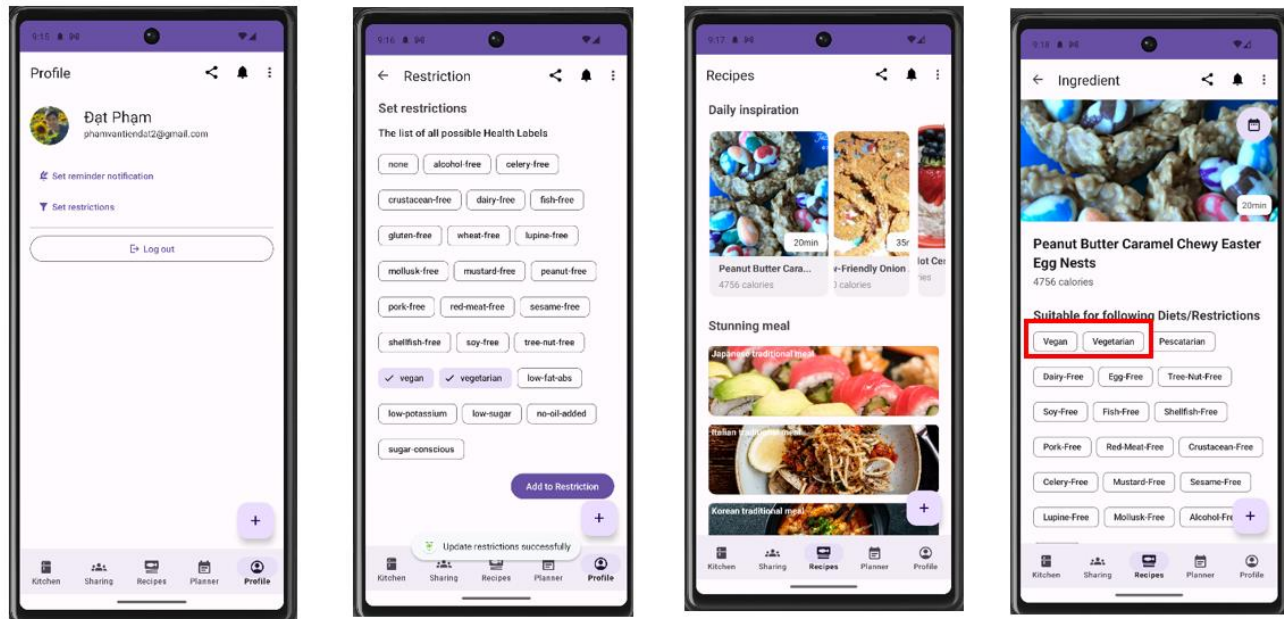 9:15
Profile
Đạt Phạm
phamvantiendat2@gmail.com
Set reminder notification
Set restrictions
Log out
+
Kitchen Sharing Recipes Planner Profile
9:16
← Restriction
Set restrictions
The list of all possible Health Labels
none alcohol-free celery-free
crustacean-free dairy-free fish-free
gluten-free wheat-free lupine-free
mollusk-free mustard-free peanut-free
pork-free red-meat-free sesame-free
shellfish-free soy-free tree-nut-free
✓ vegan ✓ vegetarian low-fat-abs
low-potassium low-sugar no-oil-added
sugar-conscious
Add to Restriction
+
Update restrictions successfully
Kitchen Sharing Recipes Planner Profile
9:17
Recipes
Daily inspiration
20min 35r
Peanut Butter Cara... -Friendly Onion lot Ce
4756 calories calories ries
Stunning meal
Japanese traditional meal
Italian traditional meal
Korean traditional meal
+
Kitchen Sharing Recipes Planner Profile
9:18
← Ingredient
20min
Peanut Butter Caramel Chewy Easter
Egg Nests
4756 calories
Suitable for following Diets/Restrictions
Vegan Vegetarian Pescatarian
Dairy-Free Egg-Free Tree-Nut-Free
Soy-Free Fish-Free Shellfish-Free
Pork-Free Red-Meat-Free Crustacean-Free
Celery-Free Mustard-Free Sesame-Free
Lupine-Free Mollusk-Free Alcohol-Fre
+
Kitchen Sharing Recipes Planner Profile